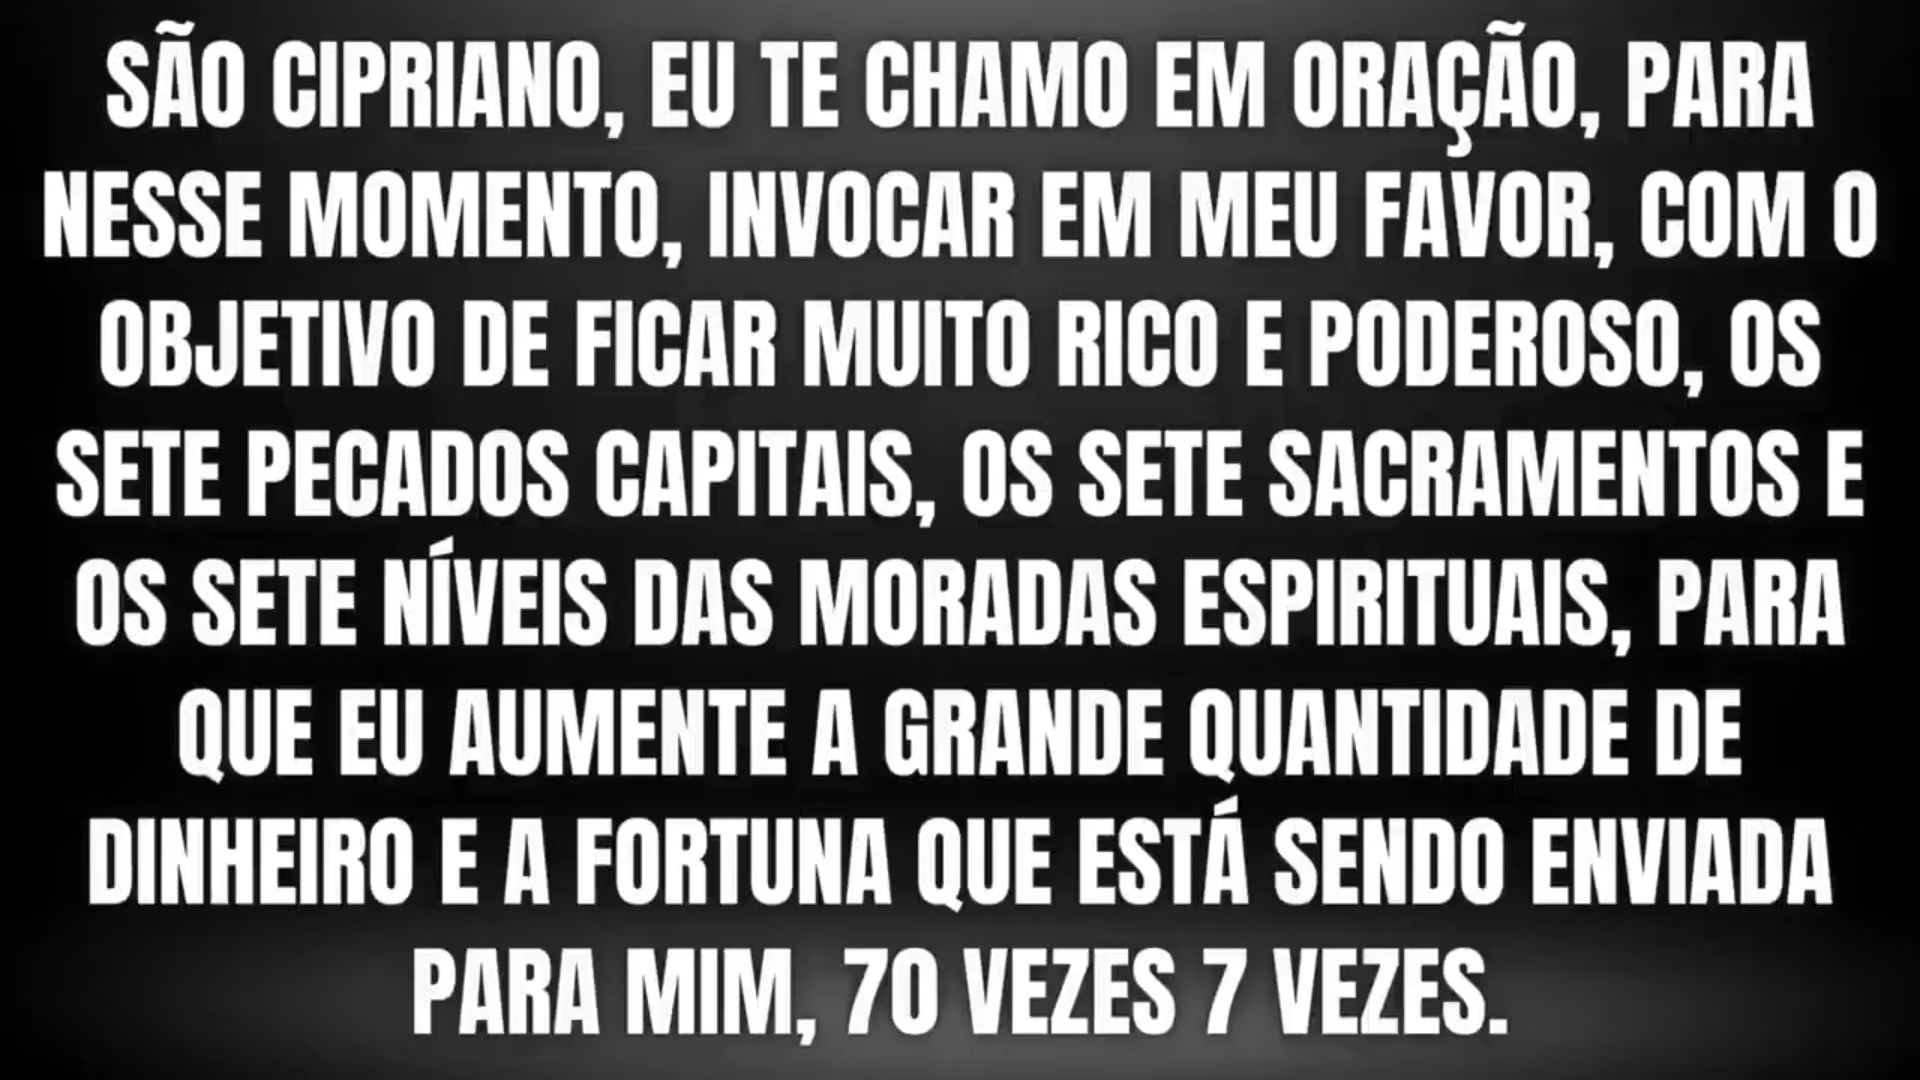 SÃO CIPRIANO, EU TE CHAMO EM ORAÇÃO, PARA
NESSE MOMENTO, INVOCAR EM MEU FAVOR, COM O
OBJETIVO DE FICAR MUITO RICO E PODEROSO, OS
SETE PECADOS CAPITAIS, OS SETE SACRAMENTOS E
OS SETE NÍVEIS DAS MORADAS ESPIRITUAIS, PARA
QUE EU AUMENTE A GRANDE QUANTIDADE DE
DINHEIRO E A FORTUNA QUE ESTÁ SENDO ENVIADA
PARA MIM, 70 VEZES 7 VEZES.